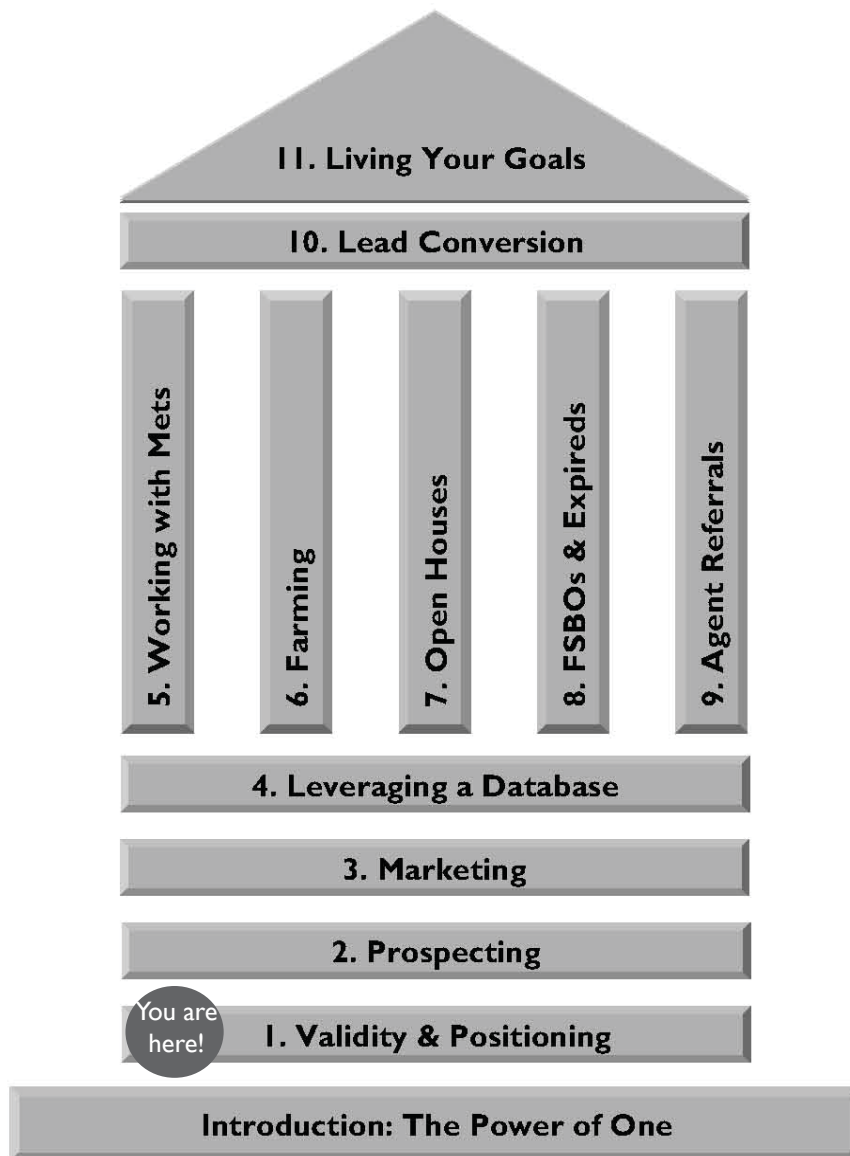 11. Living Your Goals
10. Lead Conversion
5. Working with Mets
6. Farming
7. Open Houses
8. FSBOs & Expireds
9. Agent Referrals
4. Leveraging a Database
3. Marketing
2. Prospecting
You are
here!
1. Validity & Positioning
Introduction: The Power of One